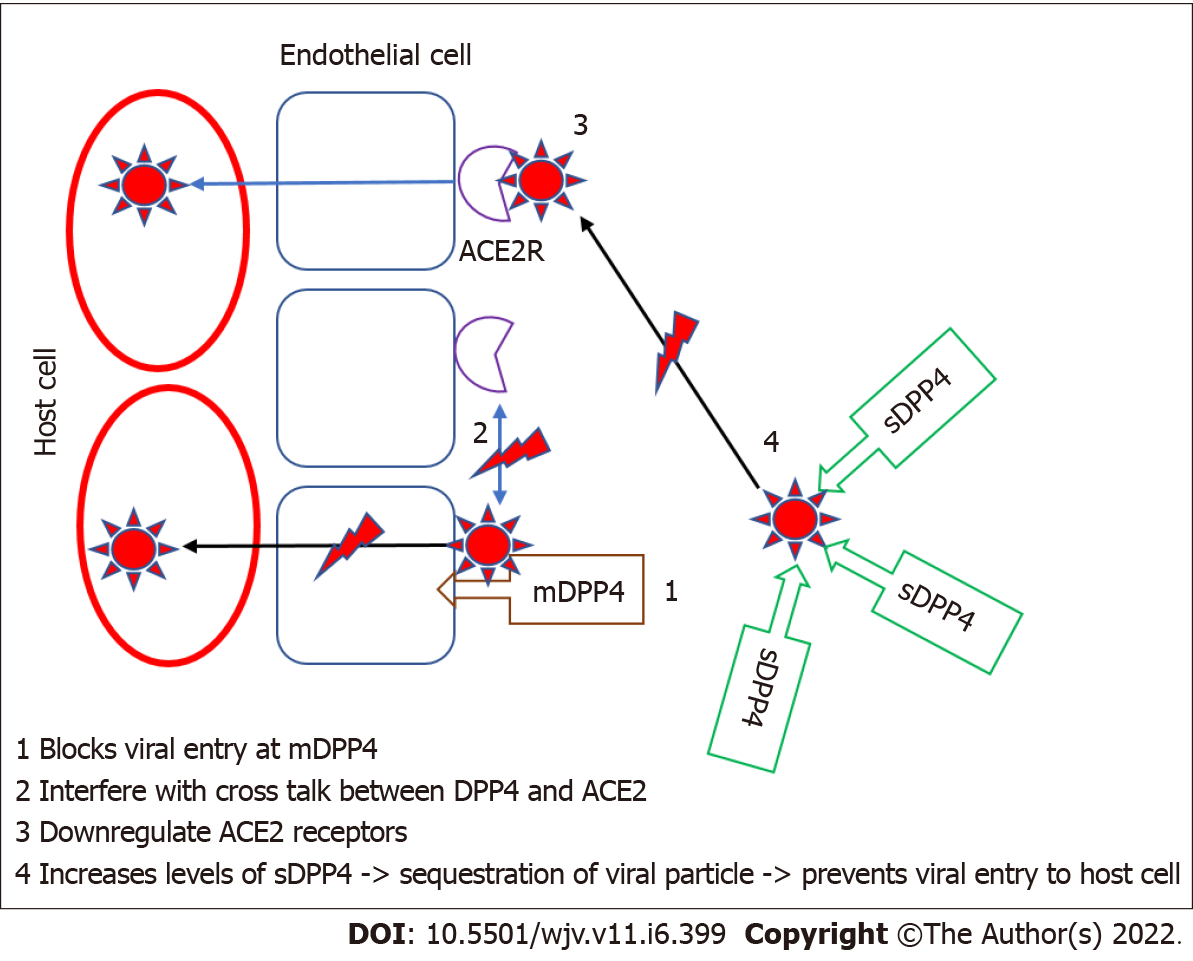 Endothelial cell
3
ACE2R
Host cell
2
4
sDPP4
mDPP4
1
sDPP4
sDPP4
1 Blocks viral entry at mDPP4
2 Interfere with cross talk between DPP4 and ACE2
3 Downregulate ACE2 receptors
4 Increases levels of sDPP4 -> sequestration of viral particle -> prevents viral entry to host cell
DOI: 10.5501/wjv.v11.i6.399 Copyright ©The Author(s) 2022.